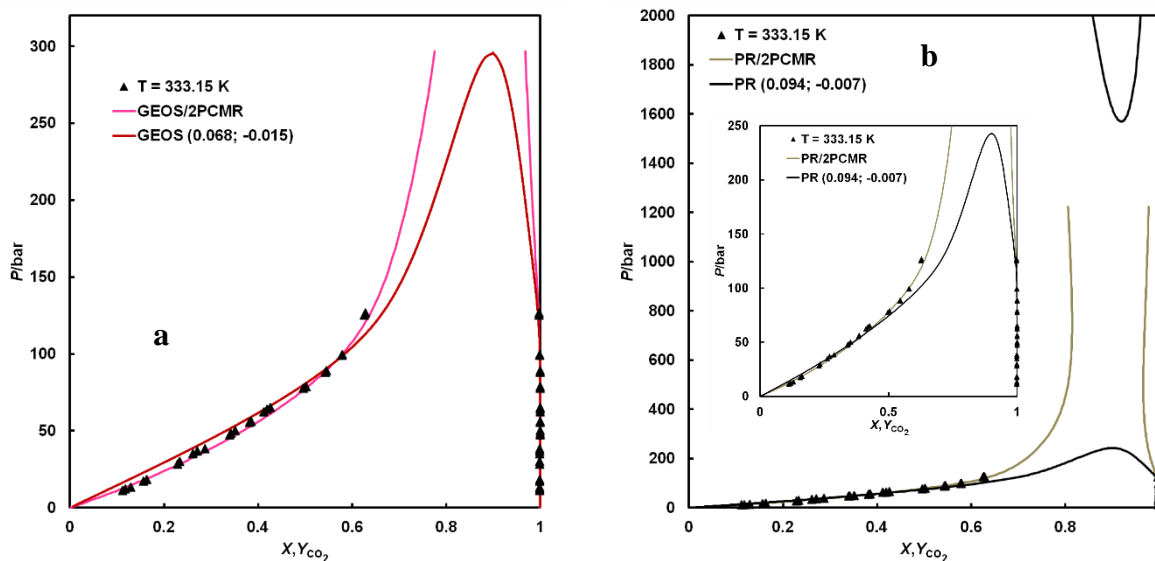 300
250
200
150
100
50
0
P/bar
T = 333.15 K
GEOS/2PCMR
GEOS (0.068; -0.015)
a
0 0.2 0.4 0.6 0.8 1
X,YCO2
2000
1800
1600
1400
1200
1000
800
600
400
200
0
P/bar
T = 333.15 K
PR/2PCMR
PR (0.094; -0.007)
b
250
200
150
100
50
0
P/bar
T = 333.15 K
PR/2PCMR
PR (0.094; -0.007)
0 0.5 1
X,YCO2
0 0.2 0.4 0.6 0.8 1
X,YCO2